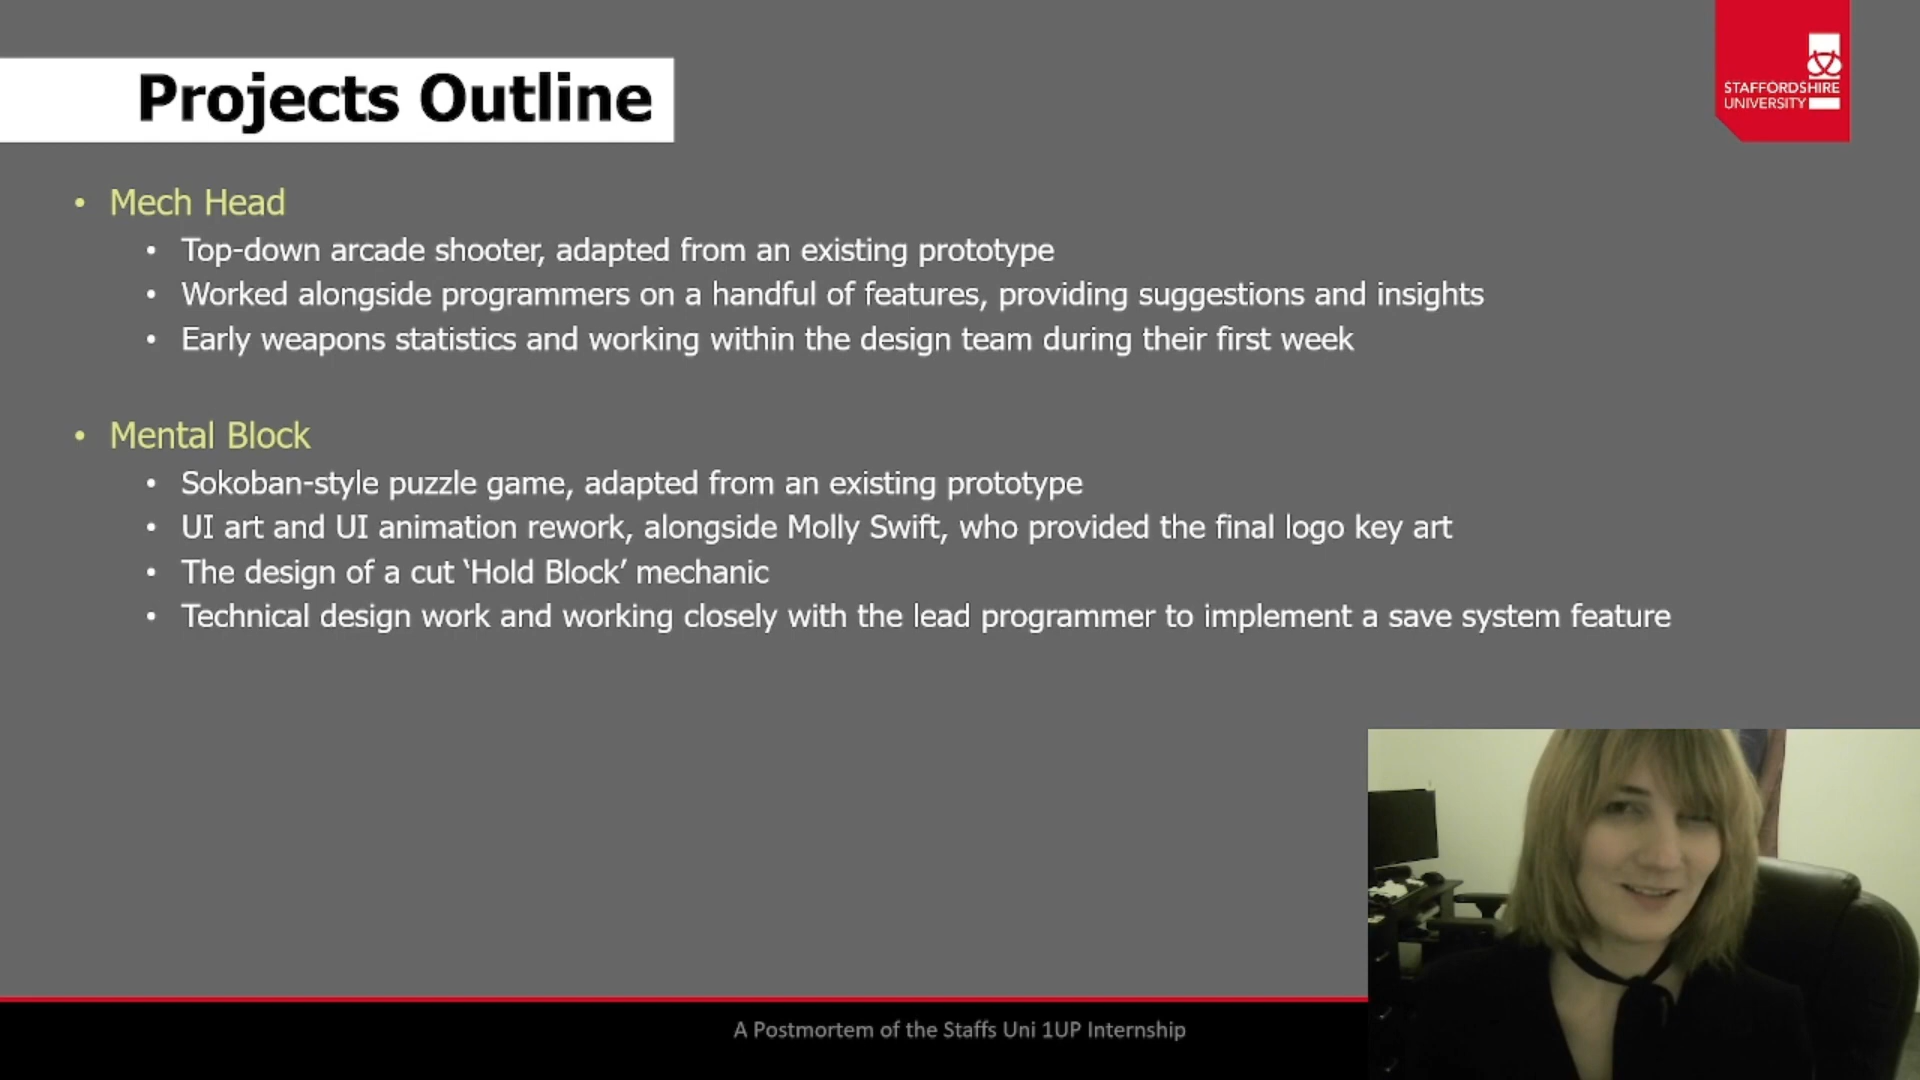 Projects Outline
STAFFORDSHIRE
UNIVERSITY
• Mech Head
• Top-down arcade shooter, adapted from an existing prototype
• Worked alongside programmers on a handful of features, providing suggestions and insights
• Early weapons statistics and working within the design team during their first week
• Mental Block
• Sokoban-style puzzle game, adapted from an existing prototype
• UI art and UI animation rework, alongside Molly Swift, who provided the final logo key art
• The design of a cut ‘Hold Block’ mechanic
• Technical design work and working closely with the lead programmer to implement a save system feature
A Postmortem of the Staffs Uni 1UP Internship